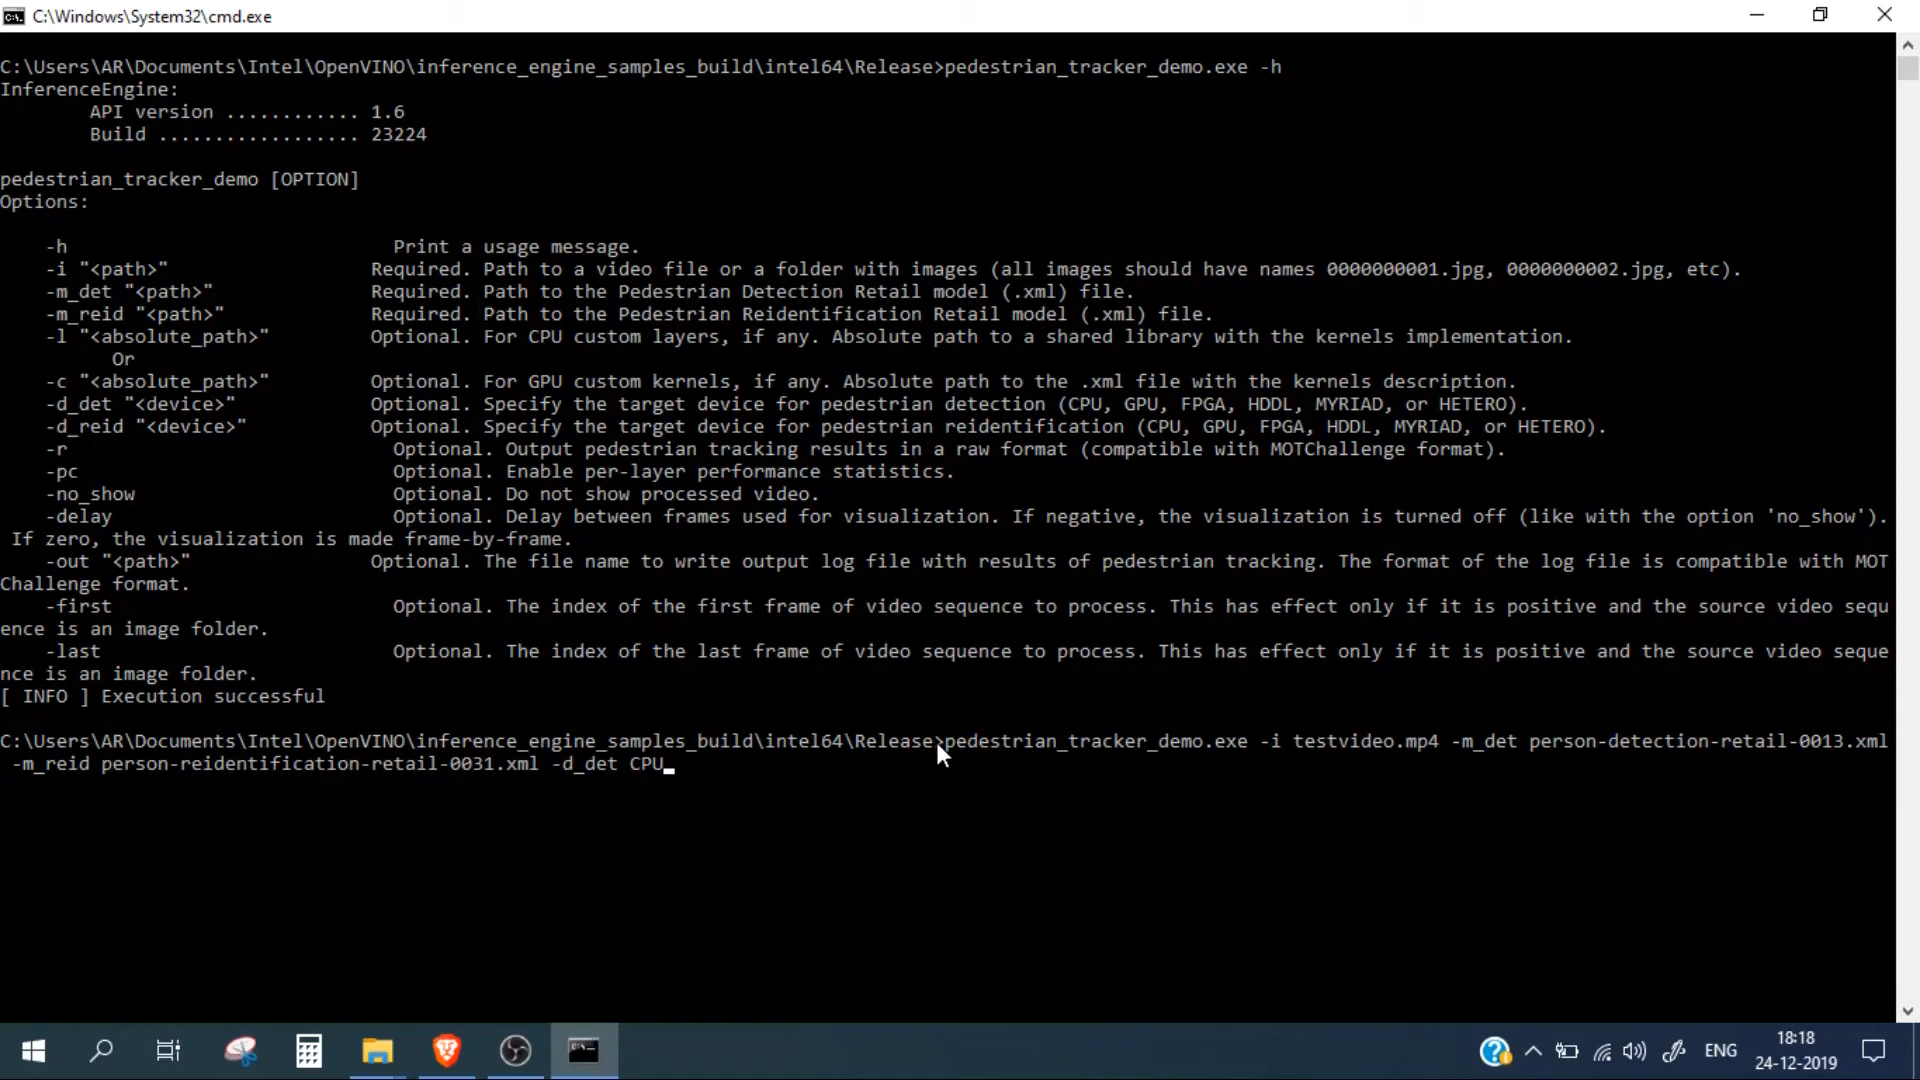 C:\Windows\System32\cmd.exe
C:\Users\AR\Documents\Intel\OpenVINO\inference_engine_samples_build\intel64\Release>pedestrian_tracker_demo.exe -h
InferenceEngine:
API version ............ 1.6
Build .................. 23224
pedestrian_tracker_demo [OPTION]
Options:
-h Print a usage message.
-i "<path>" Required. Path to a video file or a folder with images (all images should have names 0000000001.jpg, 0000000002.jpg, etc).
-m_det "<path>" Required. Path to the Pedestrian Detection Retail model (.xml) file.
-m_reid "<path>" Required. Path to the Pedestrian Reidentification Retail model (.xml) file.
-l "<absolute_path>" Optional. For CPU custom layers, if any. Absolute path to a shared library with the kernels implementation.
Or
-c "<absolute_path>" Optional. For GPU custom kernels, if any. Absolute path to the .xml file with the kernels description.
-d_det "<device>" Optional. Specify the target device for pedestrian detection (CPU, GPU, FPGA, HDDL, MYRIAD, or HETERO).
-d_reid "<device>" Optional. Specify the target device for pedestrian reidentification (CPU, GPU, FPGA, HDDL, MYRIAD, or HETERO).
-r Optional. Output pedestrian tracking results in a raw format (compatible with MOTChallenge format).
-pc Optional. Enable per-layer performance statistics.
-no_show Optional. Do not show processed video.
-delay Optional. Delay between frames used for visualization. If negative, the visualization is turned off (like with the option 'no_show').
If zero, the visualization is made frame-by-frame.
-out "<path>" Optional. The file name to write output log file with results of pedestrian tracking. The format of the log file is compatible with MOT
Challenge format.
-first Optional. The index of the first frame of video sequence to process. This has effect only if it is positive and the source video sequ
ence is an image folder.
-last Optional. The index of the last frame of video sequence to process. This has effect only if it is positive and the source video seque
nce is an image folder.
[ INFO ] Execution successful
C:\Users\AR\Documents\Intel\OpenVINO\inference_engine_samples_build\intel64\Release>pedestrian_tracker_demo.exe -i testvideo.mp4 -m_det person-detection-retail-0013.xml
-m_reid person-reidentification-retail-0031.xml -d_det CPU_
ENG
18:18
24-12-2019